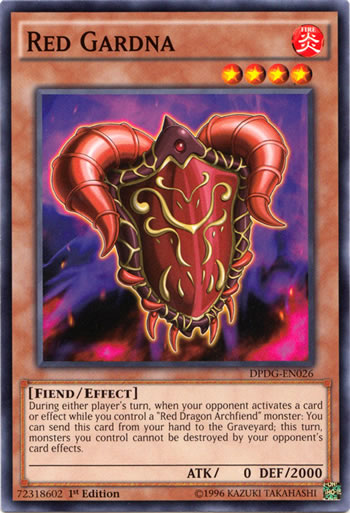 RED GARDNA
FIRE
炎
DPDG-EN026
[FIEND/EFFECT]
During either player's turn, when your opponent activates a card
or effect while you control a "Red Dragon Archfiend" monster: You
can send this card from your hand to the Graveyard; this turn,
monsters you control cannot be destroyed by your opponent's
card effects.
ATK/ 0 DEF/2000
72318602 1st Edition ©1996 KAZUKI TAKAHASHI